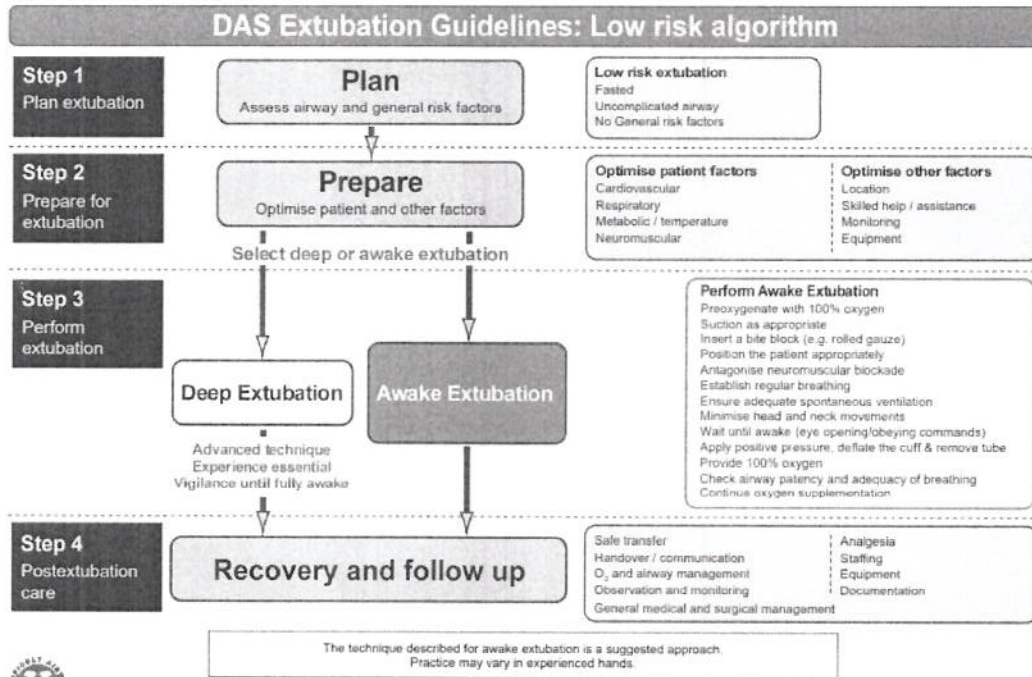 DAS Extubation Guidelines: Low risk algorithm
Step 1
Plan extubation
Plan
Assess airway and general risk factors
Low risk extubation
Fasted
Uncomplicated airway
No General risk factors
Step 2
Prepare for
extubation
Prepare
Optimise patient and other factors
Optimise patient factors
Cardiovascular
Respiratory
Metabolic / temperature
Neuromuscular
Optimise other factors
Location
Skilled help / assistance
Monitoring
Equipment
Select deep or awake extubation
Step 3
Perform
extubation
Deep Extubation
Advanced technique
Experience essential
Vigilance until fully awake
Awake Extubation
Perform Awake Extubation
Preoxygenate with 100% oxygen
Suction as appropriate
Insert a bite block (e.g. rolled gauze)
Position the patient appropriately
Antagonise neuromuscular blockade
Establish regular breathing
Ensure adequate spontaneous ventilation
Minimise head and neck movements
Wait until awake (eye opening/obeying commands)
Apply positive pressure, deflate the cuff & remove tube
Provide 100% oxygen
Check airway patency and adequacy of breathing
Continue oxygen supplementation
Step 4
Postextubation
care
Recovery and follow up
Safe transfer
Handover / communication
O₂ and airway management
Observation and monitoring
General medical and surgical management
Analgesia
Staffing
Equipment
Documentation
The technique described for awake extubation is a suggested approach.
Practice may vary in experienced hands.